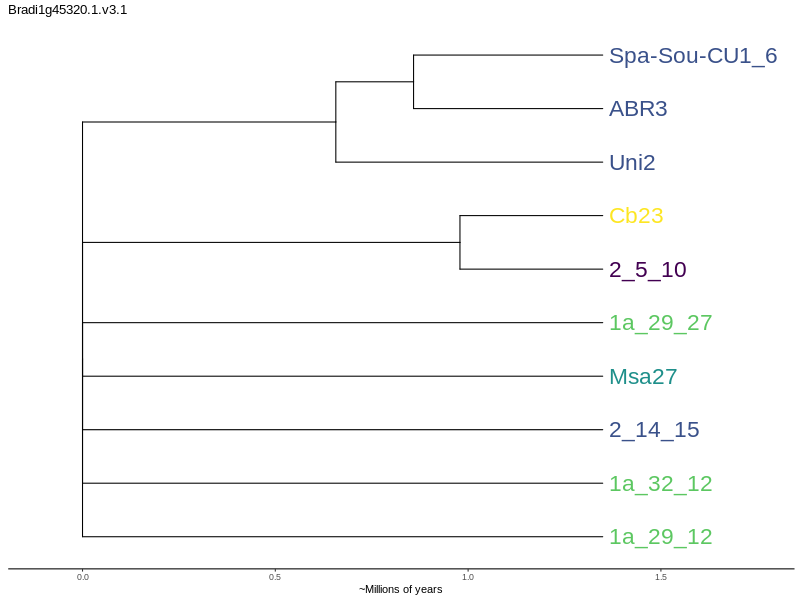 Bradi1g45320.1.v3.1
Spa-Sou-CU1_6
ABR3
Uni2
Cb23
2_5_10
1a_29_27
Msa27
2_14_15
1a_32_12
1a_29_12
0.0 0.5 1.0 1.5
~Millions of years